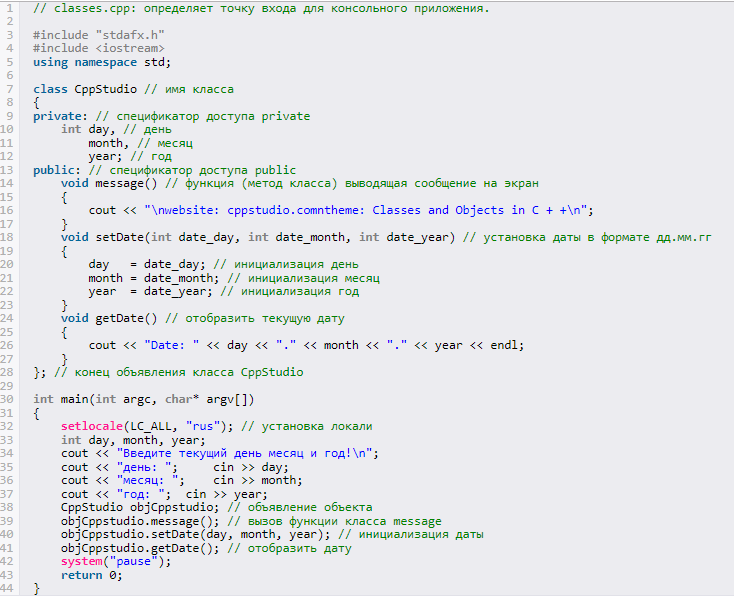 1 // classes.cpp: определяет точку входа для консольного приложения.
2
3 #include "stdafx.h"
4 #include <iostream>
5 using namespace std;
6
7 class CppStudio // имя класса
8 {
9 private: // спецификатор доступа private
10     int day, // день
11         month, // месяц
12         year; // год
13 public: // спецификатор доступа public
14     void message() // функция (метод класса) выводящая сообщение на экран
15     {
16         cout << "\nwebsite: cppstudio.comntheme: Classes and Objects in C + +\n";
17     }
18     void setDate(int date_day, int date_month, int date_year) // установка даты в формате дд.мм.гг
19     {
20         day   = date_day; // инициализация день
21         month = date_month; // инициализация месяц
22         year  = date_year; // инициализация год
23     }
24     void getDate() // отобразить текущую дату
25     {
26         cout << "Date: " << day << "." << month << "." << year << endl;
27     }
28 }; // конец объявления класса CppStudio
29
30 int main(int argc, char* argv[])
31 {
32     setlocale(LC_ALL, "rus"); // установка локали
33     int day, month, year;
34     cout << "Введите текущий день месяц и год!\n";
35     cout << "день: ";     cin >> day;
36     cout << "месяц: ";    cin >> month;
37     cout << "год: ";  cin >> year;
38     CppStudio objCppstudio; // объявление объекта
39     objCppstudio.message(); // вызов функции класса message
40     objCppstudio.setDate(day, month, year); // инициализация даты
41     objCppstudio.getDate(); // отобразить дату
42     system("pause");
43     return 0;
44 }